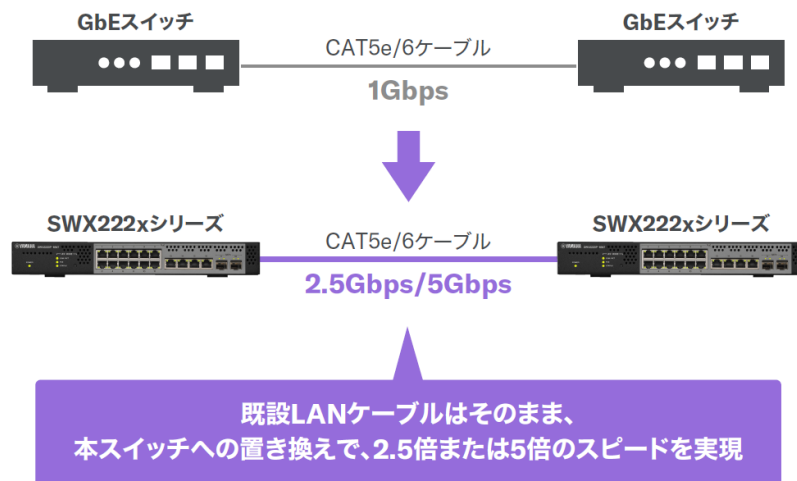 GbEスイッチ
GbEスイッチ
CAT5e/6ケーブル
1Gbps
SWX222xシリーズ
SWX222xシリーズ
CAT5e/6ケーブル
YAMAHA
YAMAHA
2.5Gbps/5Gbps
既設LANケーブルはそのまま、
本スイッチへの置き換えで、2.5倍または5倍のスピードを実現